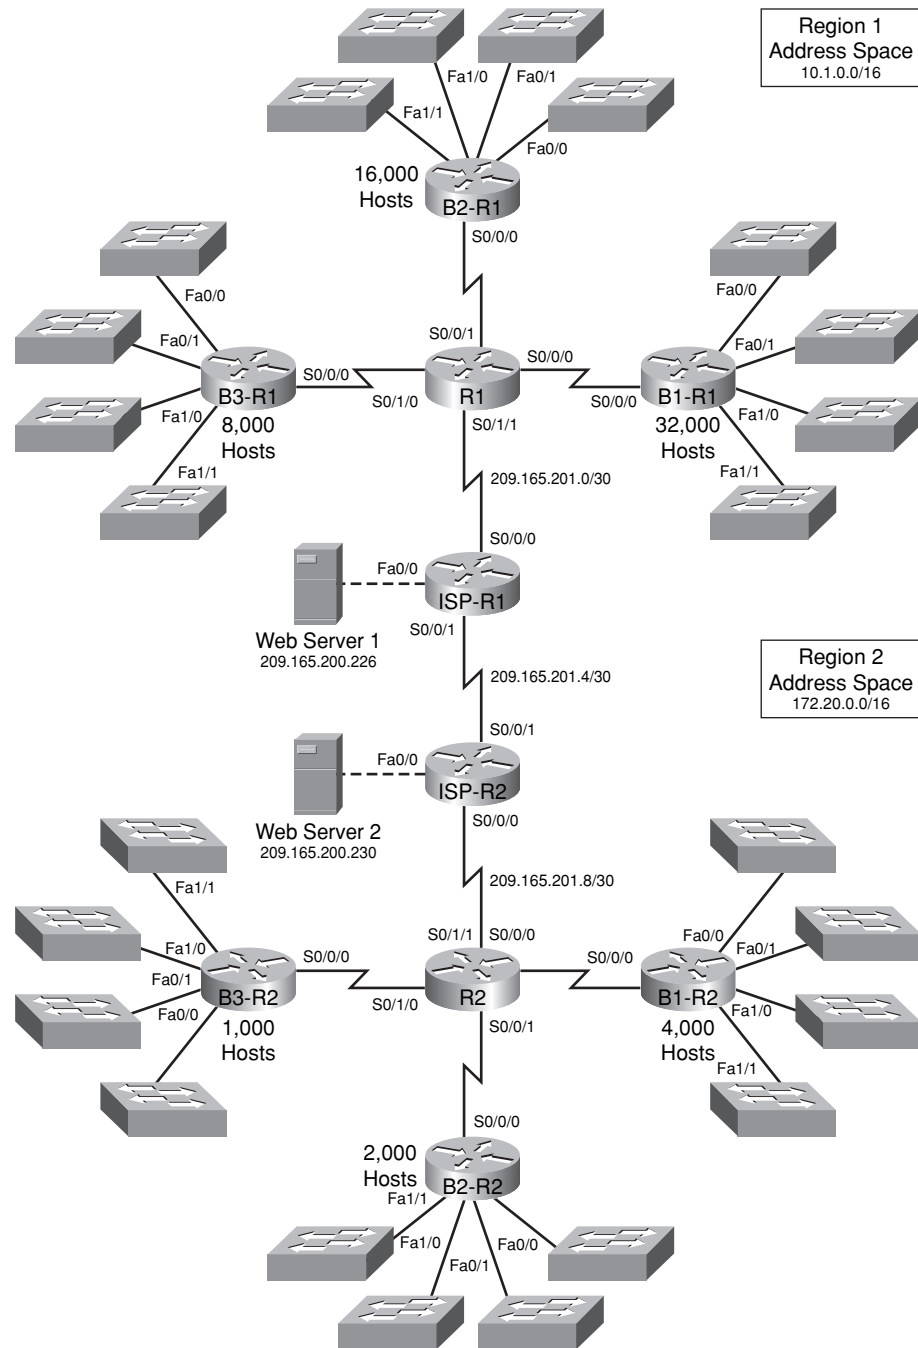 Region 1
Address Space
10.1.0.0/16
Fa1/0
Fa0/1
Fa1/1
Fa0/0
16,000
Hosts
B2-R1
S0/0/0
Fa0/0
Fa0/0
Fa0/1
S0/0/1
Fa0/1
S0/0/0
S0/0/0
B3-R1
S0/1/0
R1
S0/0/0
B1-R1
Fa1/0
Fa1/0
8,000
Hosts
S0/1/1
32,000
Hosts
Fa1/1
Fa1/1
209.165.201.0/30
S0/0/0
Fa0/0
ISP-R1
S0/0/1
Web Server 1
209.165.200.226
Region 2
Address Space
172.20.0.0/16
209.165.201.4/30
S0/0/1
Fa0/0
ISP-R2
S0/0/0
Web Server 2
209.165.200.230
209.165.201.8/30
Fa1/1
S0/1/1
S0/0/0
Fa0/0
Fa1/0
S0/0/0
S0/0/0
Fa0/1
Fa0/1
B3-R2
S0/1/0
R2
B1-R2
Fa0/0
Fa1/0
1,000
Hosts
S0/0/1
4,000
Hosts
Fa1/1
S0/0/0
2,000
Hosts
B2-R2
Fa1/1
Fa1/0
Fa0/0
Fa0/1